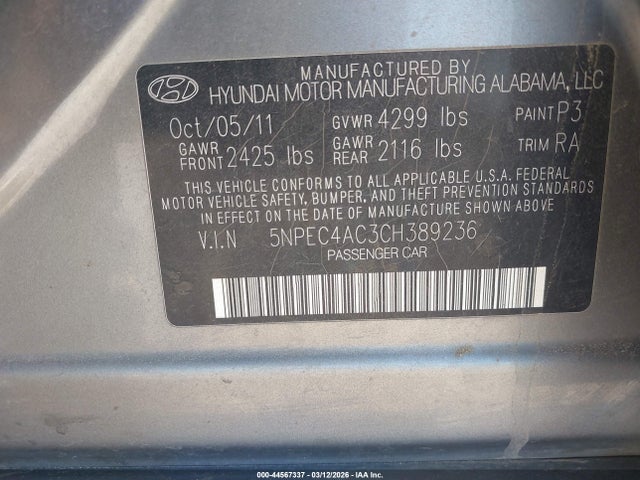 MANUFACTURED BY
HYUNDAI MOTOR MANUFACTURING ALABAMA, LLC
Oct/05/11 GVWR 4299 lbs PAINT P3
GAWR FRONT 2425 lbs GAWR REAR 2116 lbs TRIM RA
THIS VEHICLE CONFORMS TO ALL APPLICABLE U.S.A. FEDERAL
MOTOR VEHICLE SAFETY, BUMPER, AND THEFT PREVENTION STANDARDS
IN EFFECT ON THE DATE OF MANUFACTURE SHOWN ABOVE
V.I.N 5NPEC4AC3CH389236
PASSENGER CAR
000-44567337 - 03/12/2026 - IAA Inc.